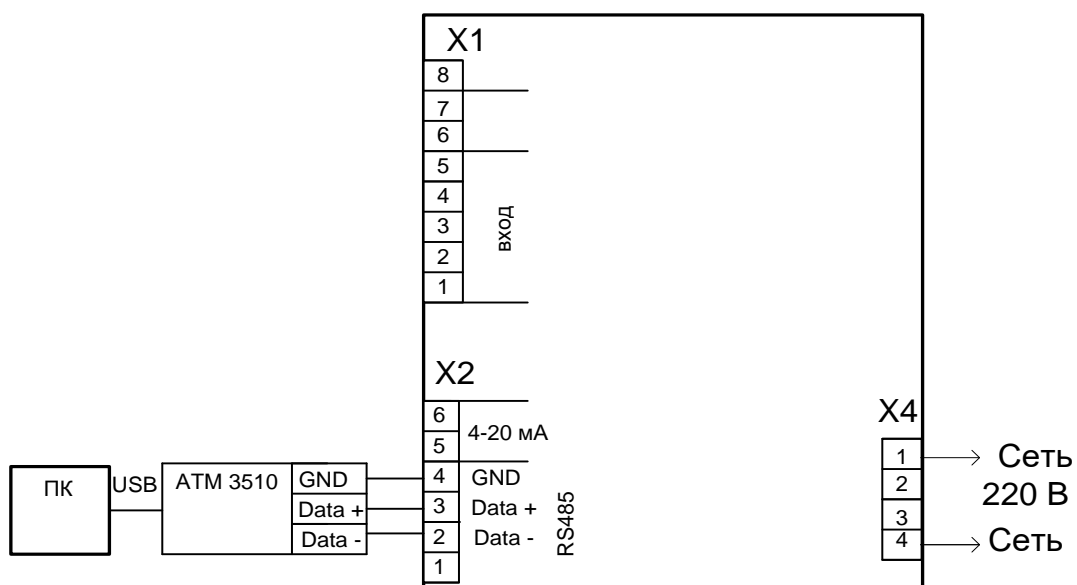 X1
8
7
6
5
4
3
2
1
вход
X2
6
5
4-20 мА
4
GND
3
Data +
2
Data -
1
RS485
ПК
USB
АТМ 3510
GND
Data +
Data -
X4
1
2
3
4
Сеть
220 В
Сеть